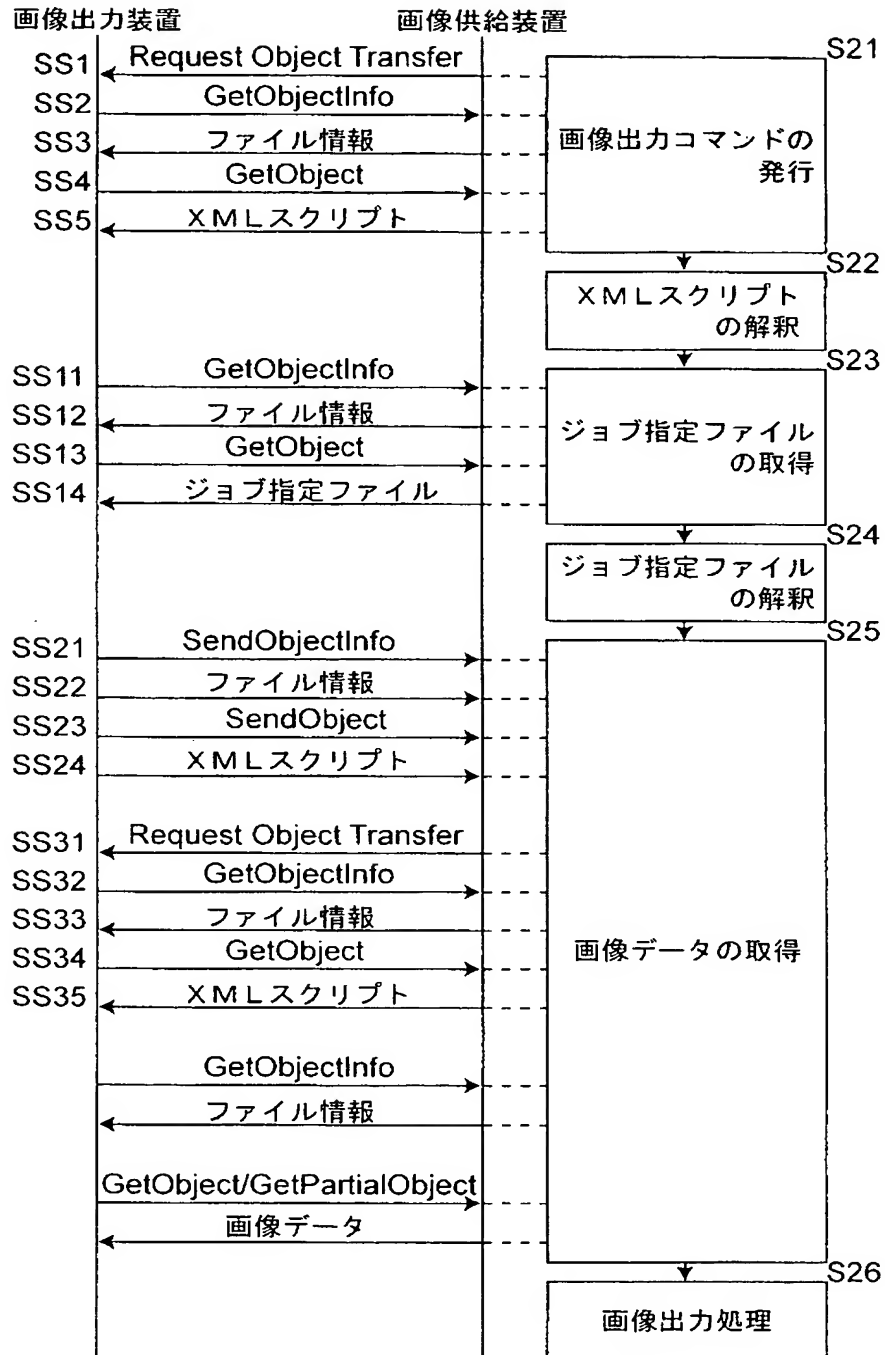 画像出力装置 画像供給装置
SS1 Request Object Transfer S21
SS2 GetObjectInfo
SS3 ファイル情報
SS4 GetObject
SS5 XMLスクリプト
画像出力コマンドの
発行
S22
XMLスクリプト
の解釈
S23
SS11 GetObjectInfo
SS12 ファイル情報
SS13 GetObject
SS14 ジョブ指定ファイル
ジョブ指定ファイル
の取得
S24
ジョブ指定ファイル
の解釈
S25
SS21 SendObjectInfo
SS22 ファイル情報
SS23 SendObject
SS24 XMLスクリプト
SS31 Request Object Transfer
SS32 GetObjectInfo
SS33 ファイル情報
SS34 GetObject
SS35 XMLスクリプト
画像データの取得
GetObjectInfo
ファイル情報
GetObject/GetPartialObject
画像データ
S26
画像出力処理